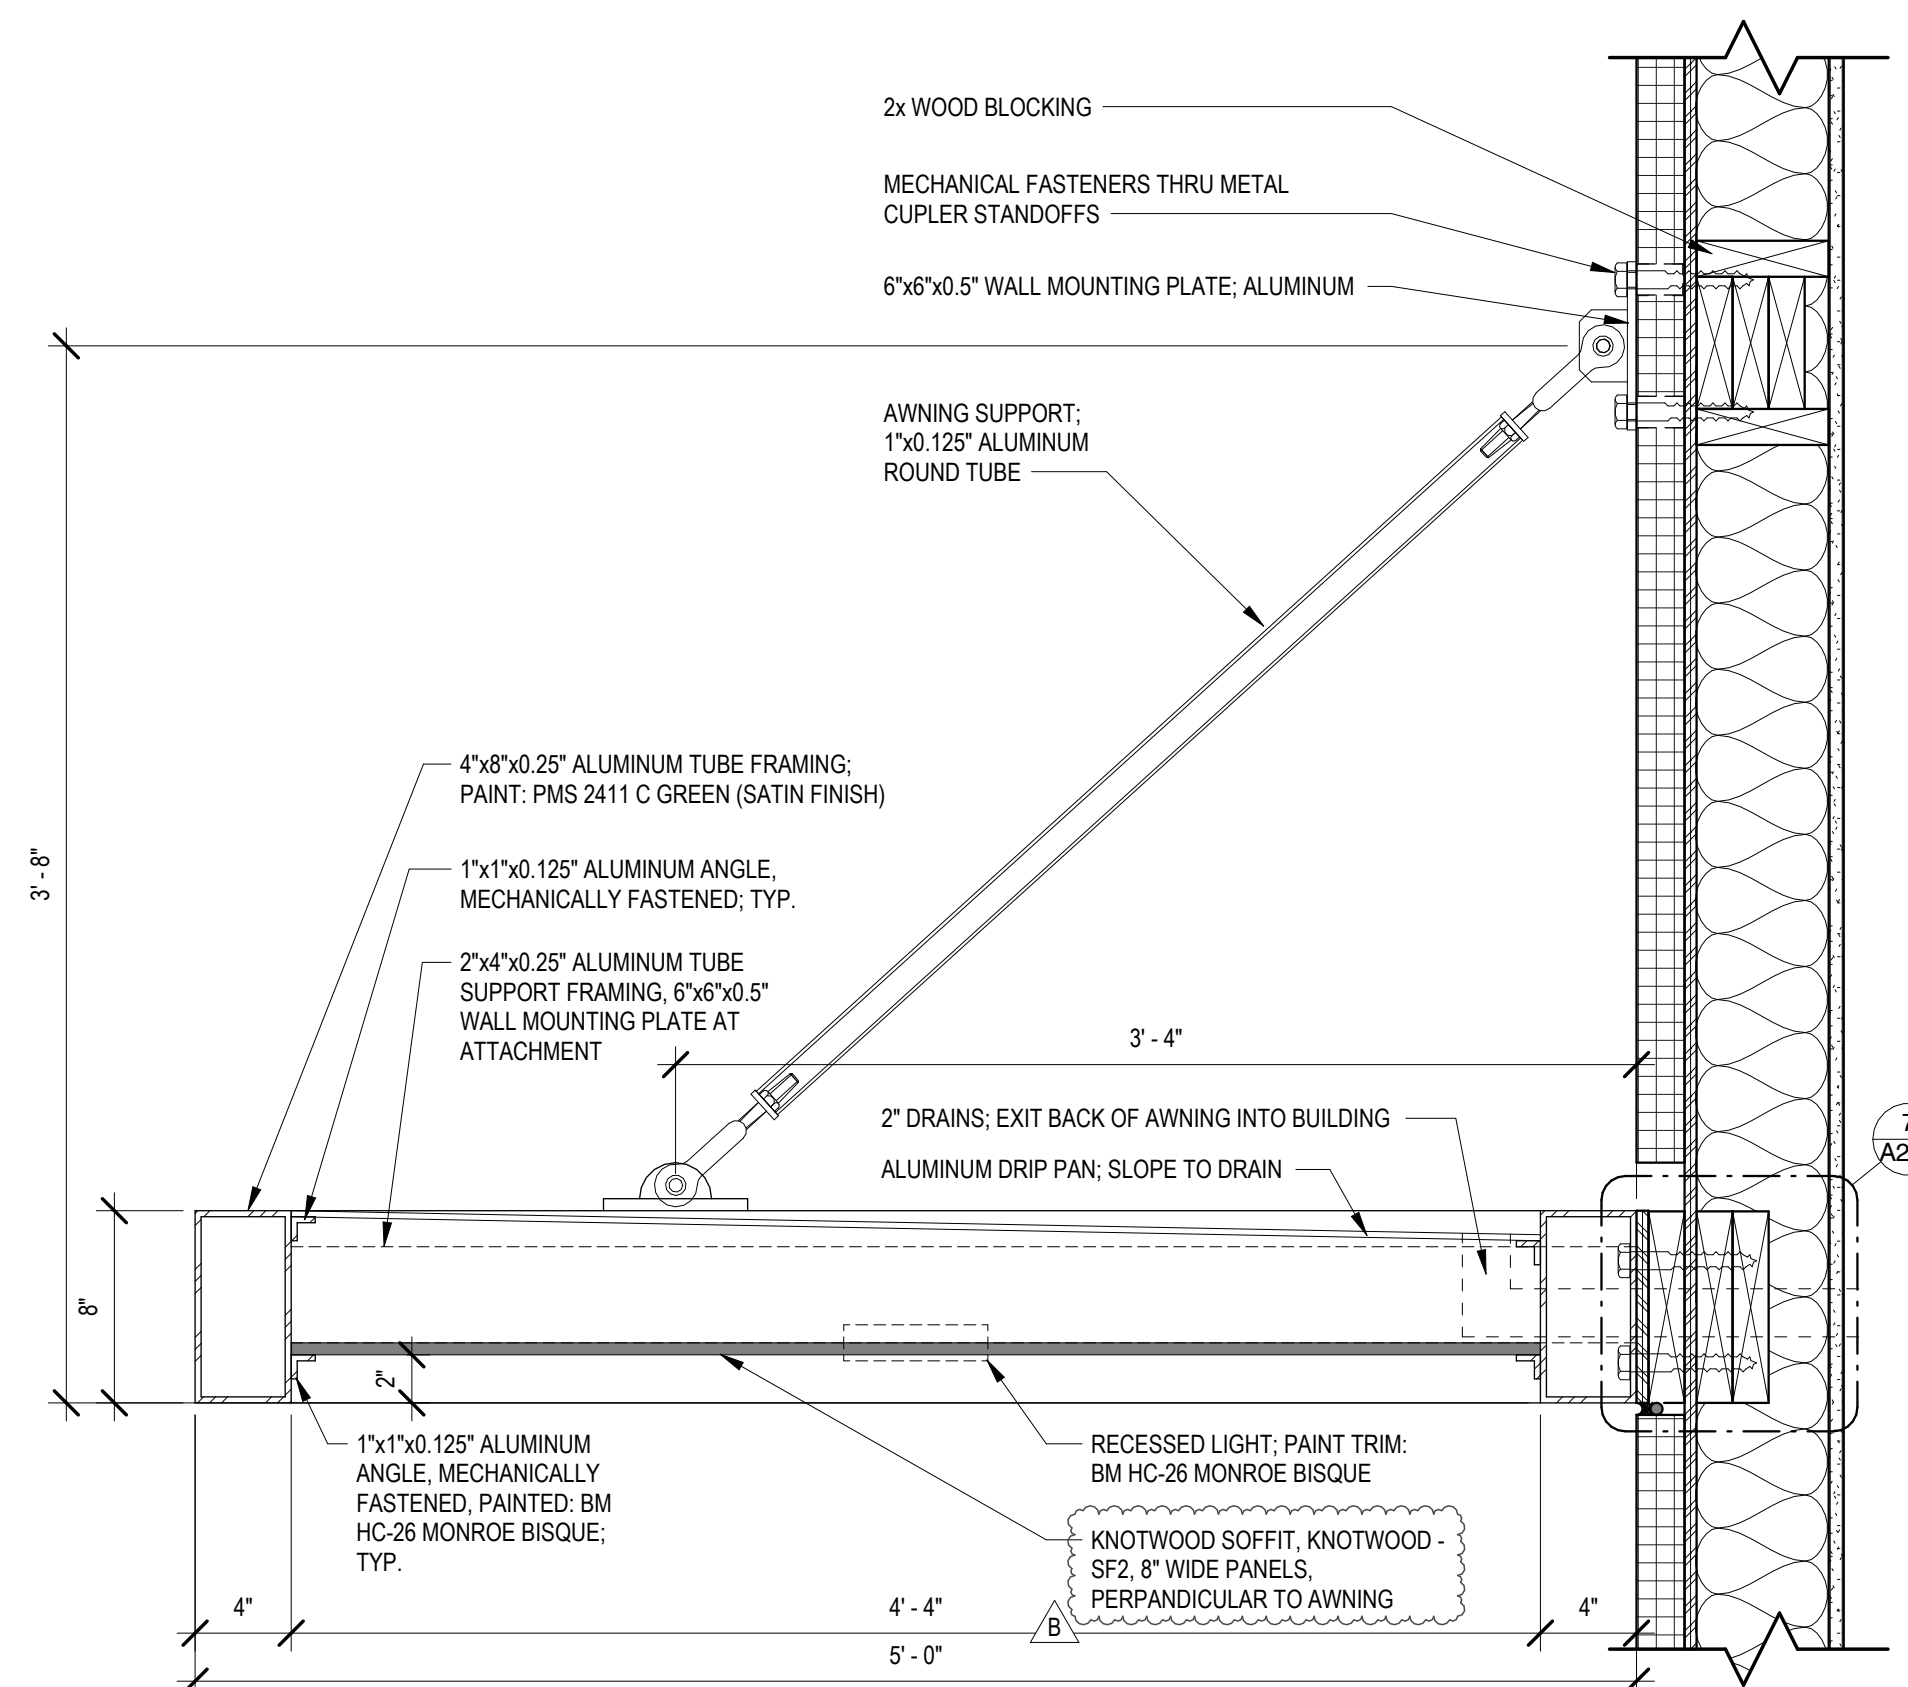 2x WOOD BLOCKING
MECHANICAL FASTENERS THRU METAL
CUPLER STANDOFFS
6"x6"x0.5" WALL MOUNTING PLATE; ALUMINUM
AWNING SUPPORT;
1"x0.125" ALUMINUM
ROUND TUBE
4"x8"x0.25" ALUMINUM TUBE FRAMING;
PAINT: PMS 2411 C GREEN (SATIN FINISH)
3' - 8"
1"x1"x0.125" ALUMINUM ANGLE,
MECHANICALLY FASTENED; TYP.
2"x4"x0.25" ALUMINUM TUBE
SUPPORT FRAMING, 6"x6"x0.5"
WALL MOUNTING PLATE AT
ATTACHMENT
3' - 4"
2" DRAINS; EXIT BACK OF AWNING INTO BUILDING
ALUMINUM DRIP PAN; SLOPE TO DRAIN
7
A2
8"
2"
1"x1"x0.125" ALUMINUM
ANGLE, MECHANICALLY
FASTENED, PAINTED: BM
HC-26 MONROE BISQUE;
TYP.
RECESSED LIGHT; PAINT TRIM:
BM HC-26 MONROE BISQUE
KNOTWOOD SOFFIT, KNOTWOOD -
SF2, 8" WIDE PANELS,
PERPANDICULAR TO AWNING
4"
4' - 4"
B
4"
5' - 0"